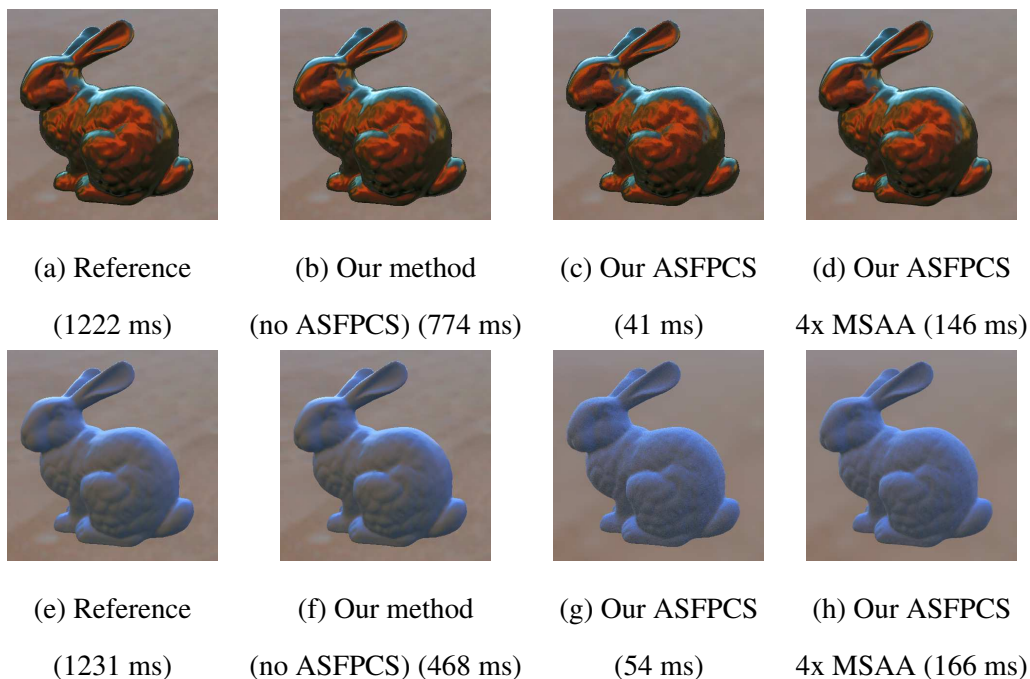 (a) Reference (b) Our method (c) Our ASFPCS (d) Our ASFPCS
(1222 ms) (no ASFPCS) (774 ms) (41 ms) 4x MSAA (146 ms)
(e) Reference (f) Our method (g) Our ASFPCS (h) Our ASFPCS
(1231 ms) (no ASFPCS) (468 ms) (54 ms) 4x MSAA (166 ms)